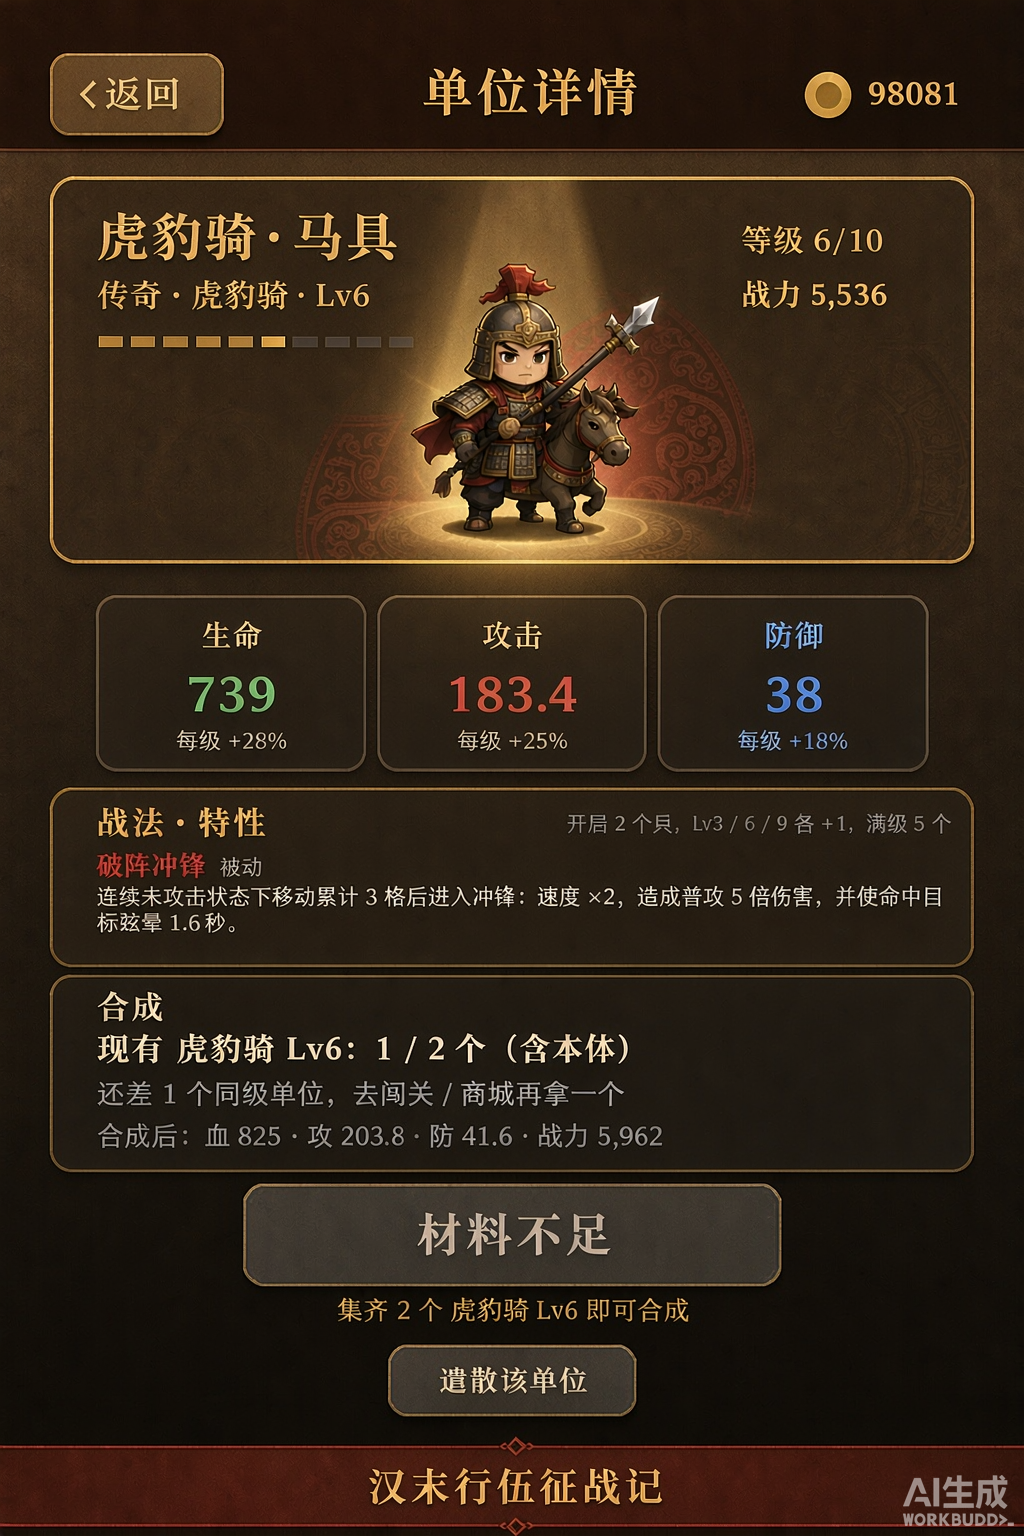 返回
单位详情
98081
虎豹骑·马具
传奇·虎豹骑·Lv6
等级 6/10
战力 5,536
生命
739
每级 +28%
攻击
183.4
每级 +25%
防御
38
每级 +18%
战法·特性
开局 2 个, Lv3 / 6 / 9 各 +1, 满级 5 个
破阵冲锋 被动
连续未攻击状态下移动累计 3 格后进入冲锋: 速度 ×2, 造成普攻 5 倍伤害, 并使命中目
标眩晕 1.6 秒。
合成
现有 虎豹骑 Lv6: 1 / 2 个（含本体）
还差 1 个同级单位, 去闯关 / 商城再拿一个
合成后: 血 825 · 攻 203.8 · 防 41.6 · 战力 5,962
材料不足
集齐 2 个 虎豹骑 Lv6 即可合成
遣散该单位
汉末行伍征战记
AI生成
WORKBUDD